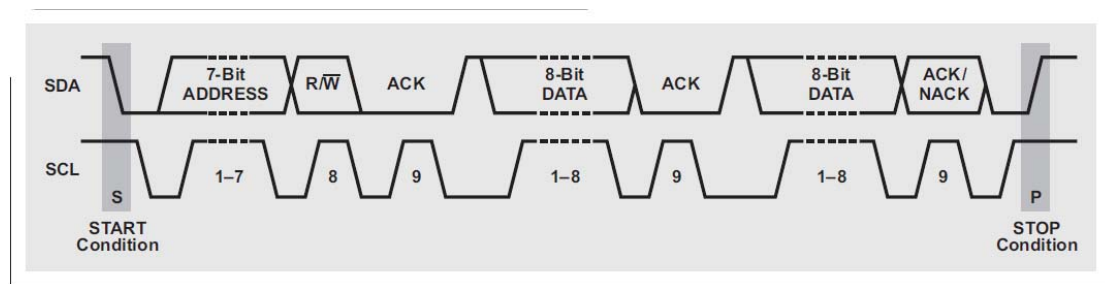 SDA
7-Bit
ADDRESS
R/W̅
ACK
8-Bit
DATA
ACK
8-Bit
DATA
ACK/
NACK
SCL
1–7
8
9
1–8
9
1–8
9
S
P
START
Condition
STOP
Condition